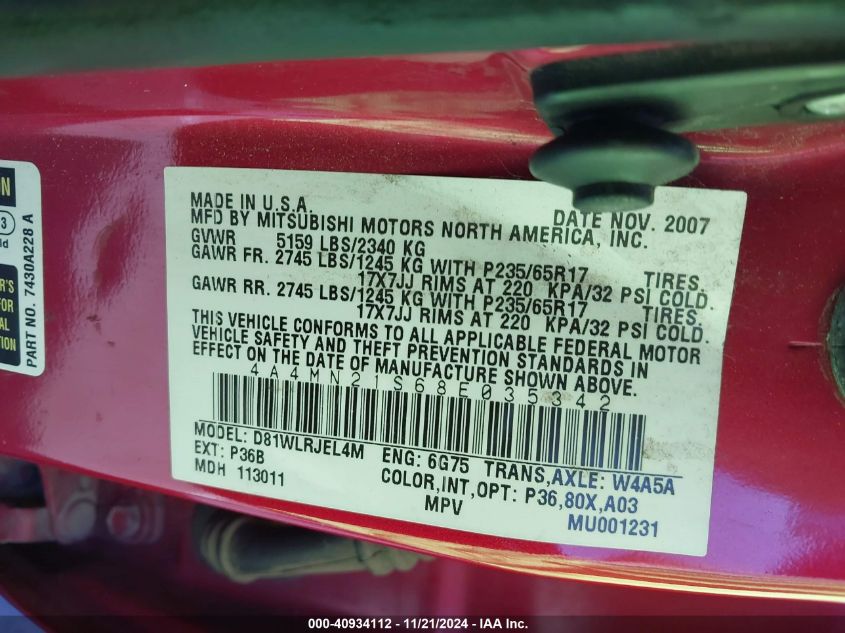 MADE IN U.S.A.
DATE NOV. 2007
MFD BY MITSUBISHI MOTORS NORTH AMERICA, INC.
GVWR 5159 LBS/2340 KG
GAWR FR. 2745 LBS/1245 KG WITH P235/65R17 TIRES,
17X7JJ RIMS AT 220 KPA/32 PSI COLD.
GAWR RR. 2745 LBS/1245 KG WITH P235/65R17 TIRES,
17X7JJ RIMS AT 220 KPA/32 PSI COLD.
THIS VEHICLE CONFORMS TO ALL APPLICABLE FEDERAL MOTOR
VEHICLE SAFETY AND THEFT PREVENTION STANDARDS IN
EFFECT ON THE DATE OF MANUFACTURE SHOWN ABOVE.
4A4MN21S68E035342
MODEL: D81WLRJEL4M ENG: 6G75 TRANS,AXLE: W4A5A
EXT: P36B COLOR,INT,OPT: P36,80X,A03
MDH 113011 MPV MU001231
PART NO. 7430A228 A
000-40934112 - 11/21/2024 - IAA Inc.